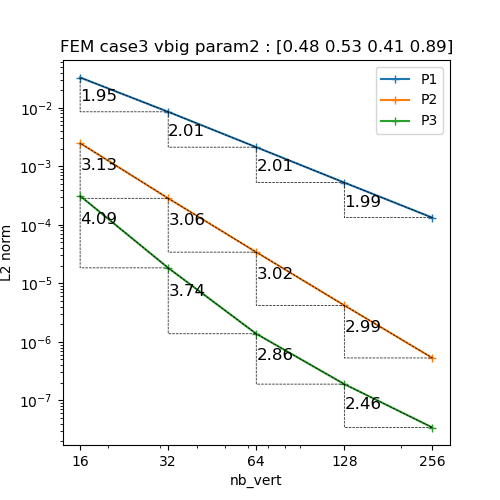 FEM case3 vbig param2 : [0.48 0.53 0.41 0.89]
P1
P2
P3
1.95
2.01
2.01
1.99
3.13
3.06
3.02
2.99
4.09
3.74
2.86
2.46
10⁻²
10⁻³
10⁻⁴
10⁻⁵
10⁻⁶
10⁻⁷
L2 norm
16 32 64 128 256
nb_vert